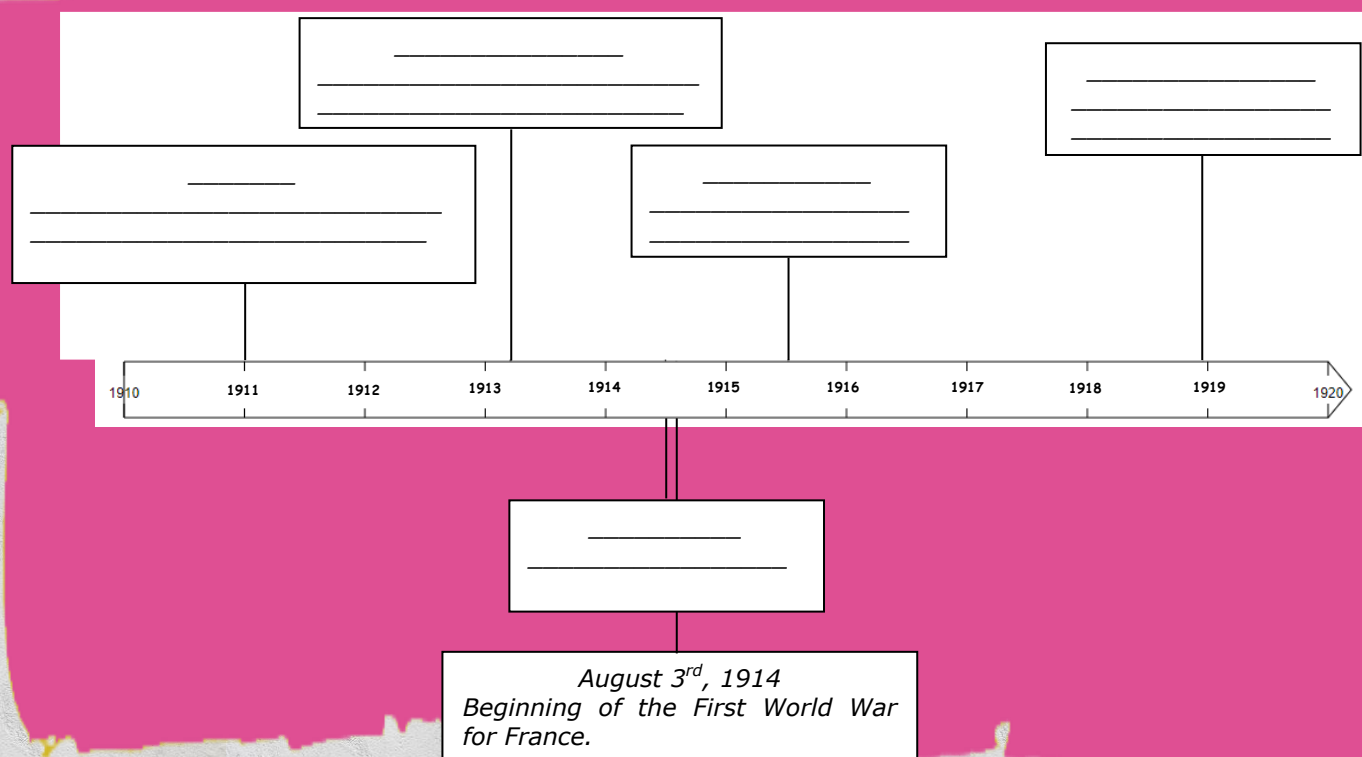 1910 1911 1912 1913 1914 1915 1916 1917 1918 1919 1920
August 3rd, 1914
Beginning of the First World War
for France.